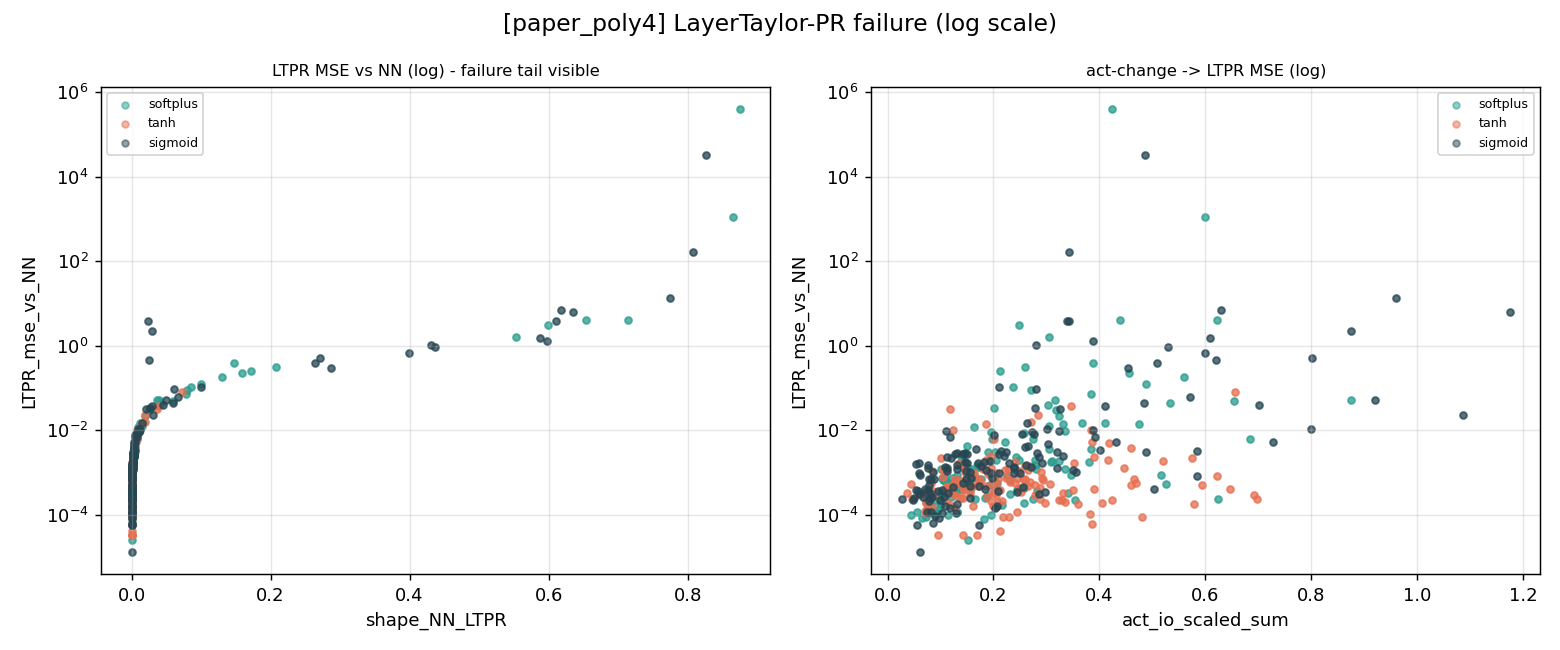 [paper_poly4] LayerTaylor-PR failure (log scale)
LTPR MSE vs NN (log) - failure tail visible
softplus
tanh
sigmoid
LTPR_mse_vs_NN
10^6
10^4
10^2
10^0
10^−2
10^−4
0.0 0.2 0.4 0.6 0.8
shape_NN_LTPR
act-change -> LTPR MSE (log)
softplus
tanh
sigmoid
LTPR_mse_vs_NN
10^6
10^4
10^2
10^0
10^−2
10^−4
0.0 0.2 0.4 0.6 0.8 1.0 1.2
act_io_scaled_sum